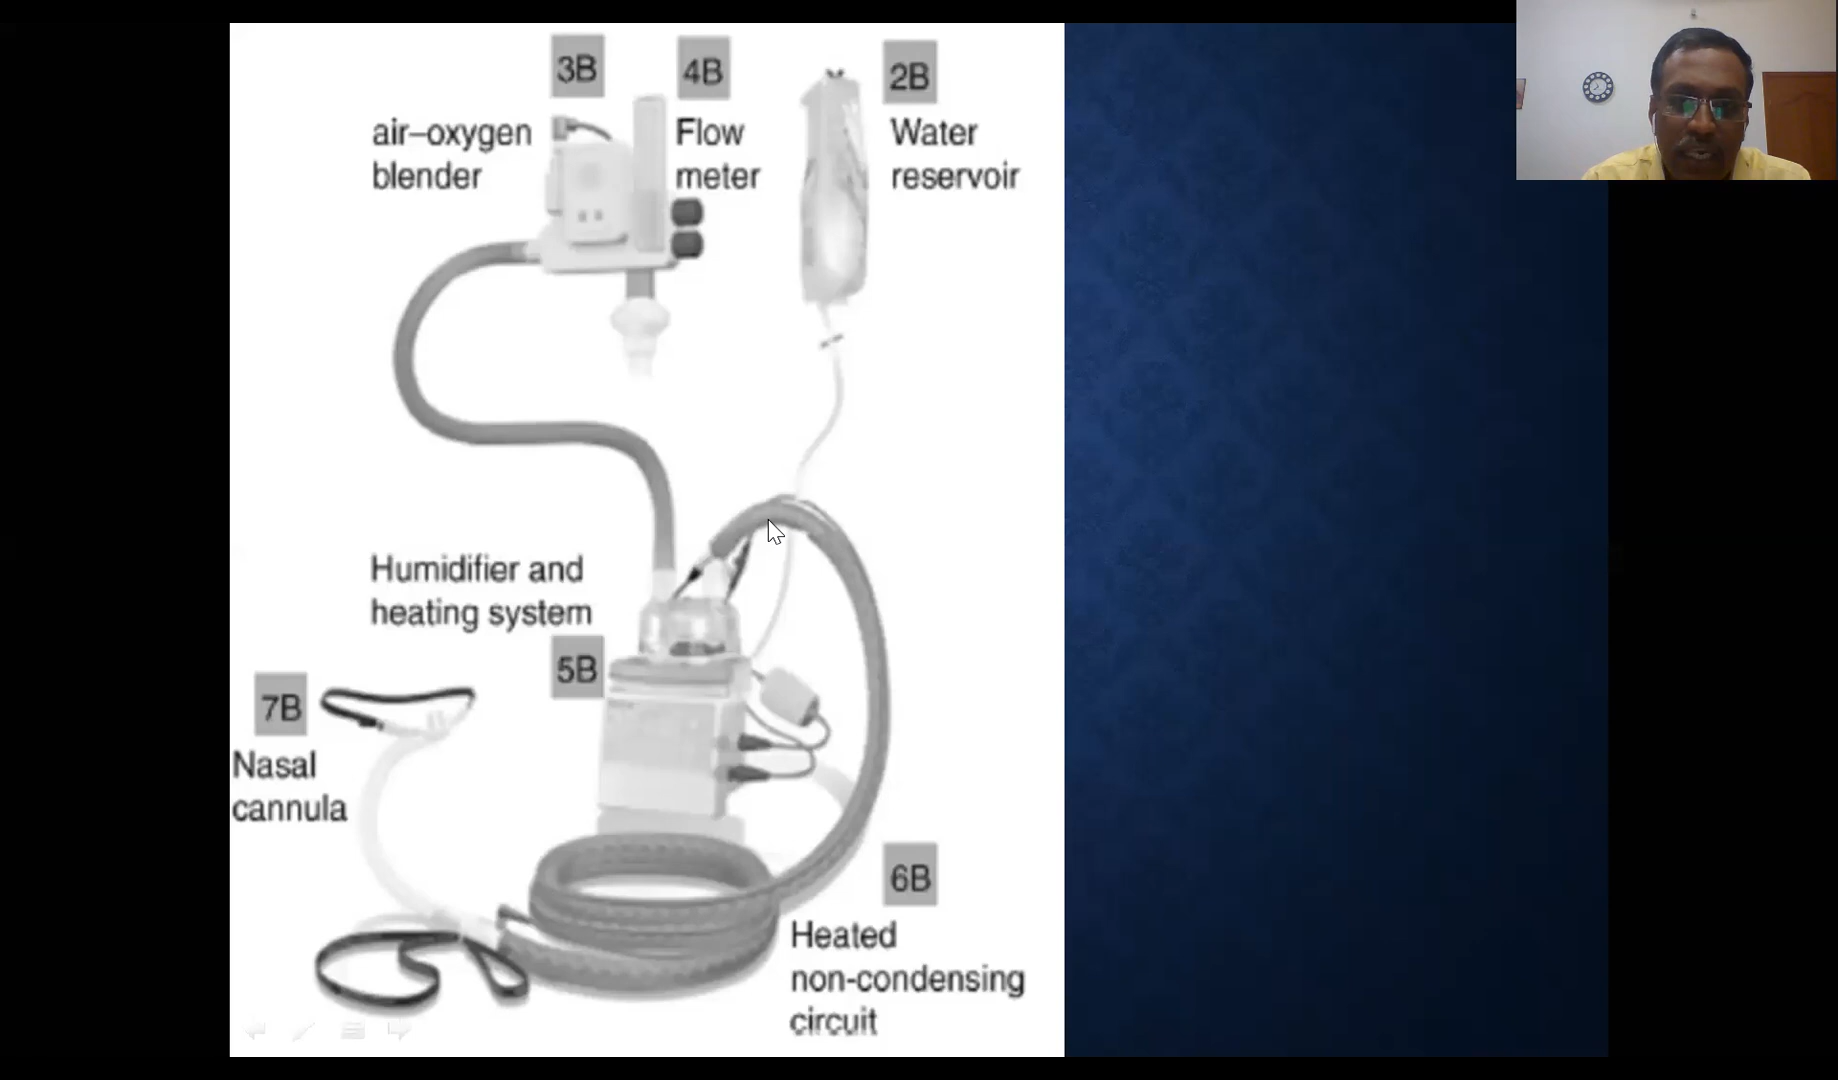 3B
air–oxygen
blender
4B
Flow
meter
2B
Water
reservoir
Humidifier and
heating system
5B
7B
Nasal
cannula
6B
Heated
non-condensing
circuit